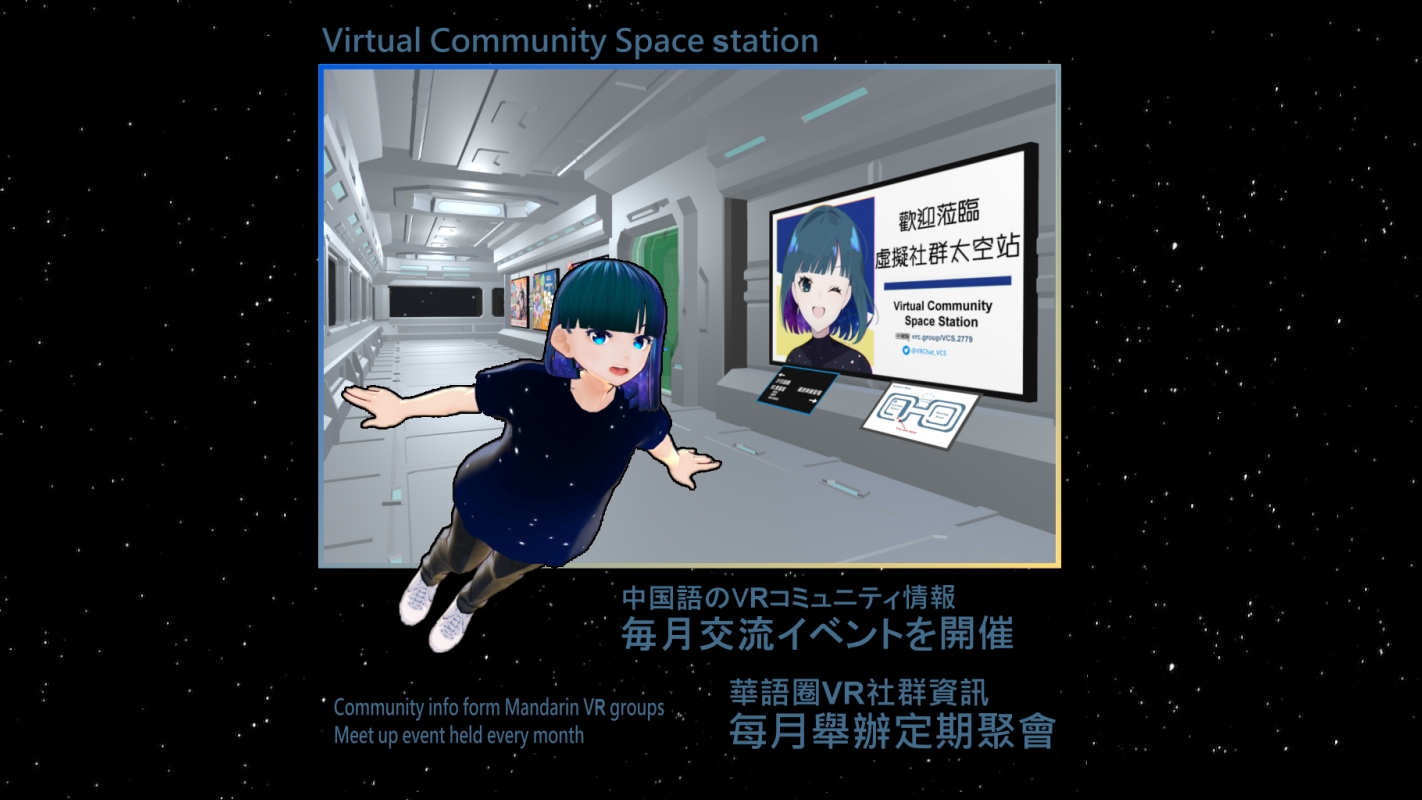 Virtual Community Space station
歡迎蒞臨
虛擬社群太空站
Virtual Community
Space Station
vrc.group/VCS.2779
@VRChat_VCS
中国語のVRコミュニティ情報
毎月交流イベントを開催
華語圈VR社群資訊
每月舉辦定期聚會
Community info form Mandarin VR groups
Meet up event held every month